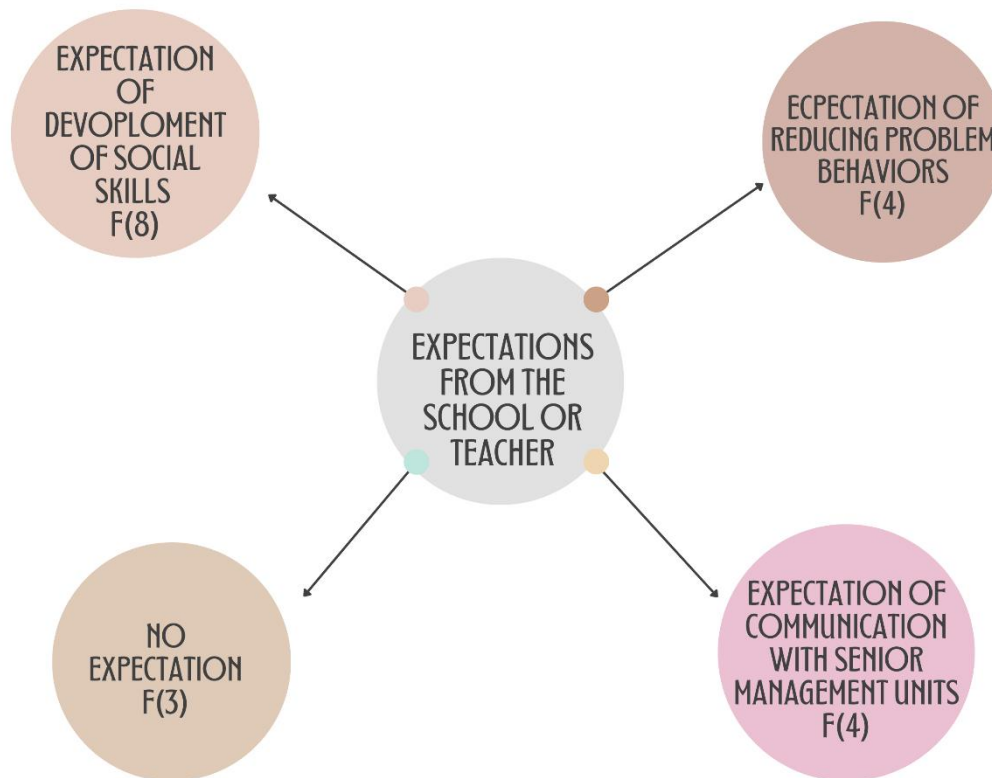 EXPECTATION
OF
DEVOPLOMENT
OF SOCIAL
SKILLS
F(8)
ECPECTATION OF
REDUCING PROBLEM
BEHAVIORS
F(4)
EXPECTATIONS
FROM THE
SCHOOL OR
TEACHER
NO
EXPECTATION
F(3)
EXPECTATION OF
COMMUNICATION
WITH SENIOR
MANAGEMENT UNITS
F(4)